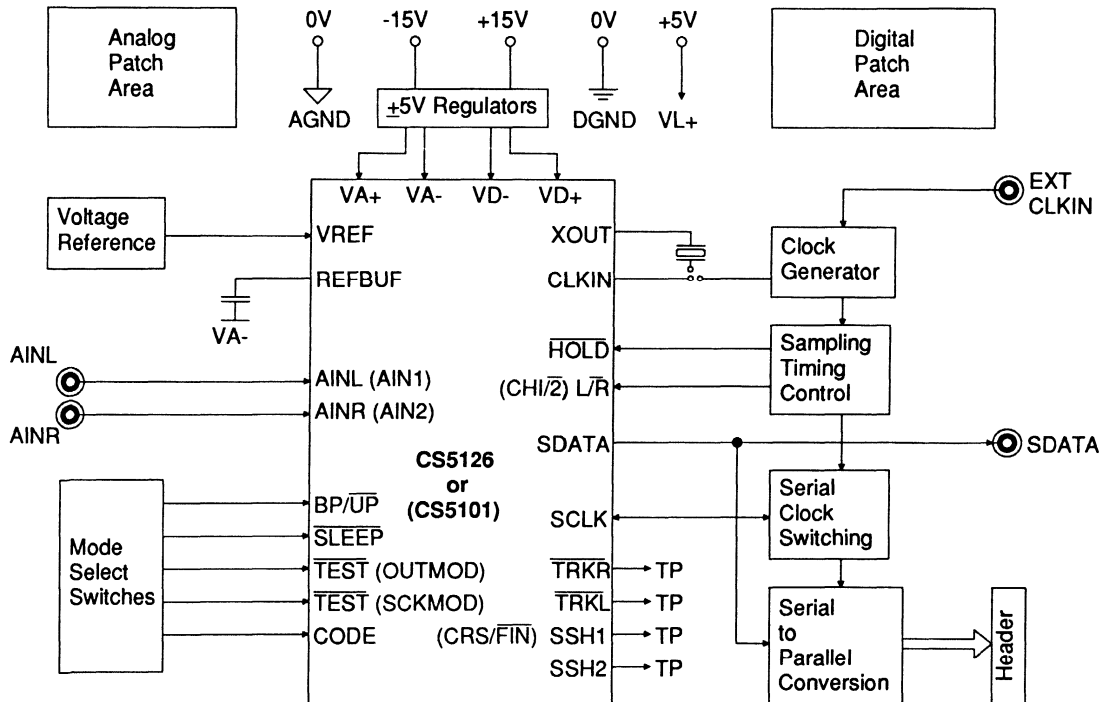 Analog
Patch
Area
0V
-15V
+15V
0V
+5V
Digital
Patch
Area
AGND
±5V Regulators
DGND
VL+
VA+
VA-
VD-
VD+
EXT
CLKIN
Voltage
Reference
VREF
XOUT
Clock
Generator
REFBUF
CLKIN
VA-
HOLD
Sampling
Timing
Control
AINL
AINL (AIN1)
(CHI/2) L/R
AINR
AINR (AIN2)
SDATA
SDATA
CS5126
or
(CS5101)
Mode
Select
Switches
BP/UP
SLEEP
TEST (OUTMOD)
TEST (SCKMOD)
CODE
SCLK
Serial
Clock
Switching
TRKR
TP
TRKL
TP
(CRS/FIN) SSH1
TP
SSH2
TP
Serial
to
Parallel
Conversion
Header